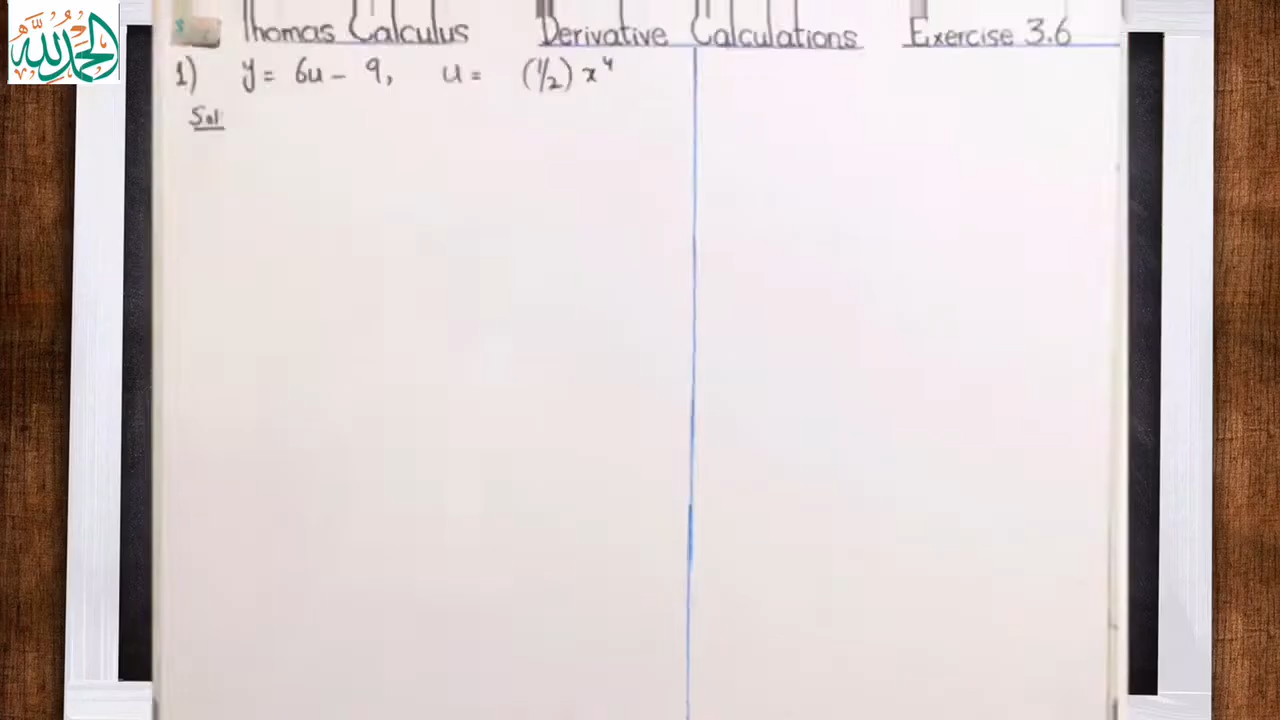 الحمد لله
Thomas Calculus Derivative Calculations Exercise 3.6
1) y = 6u - 9, u = (1/2) x⁴
Sol